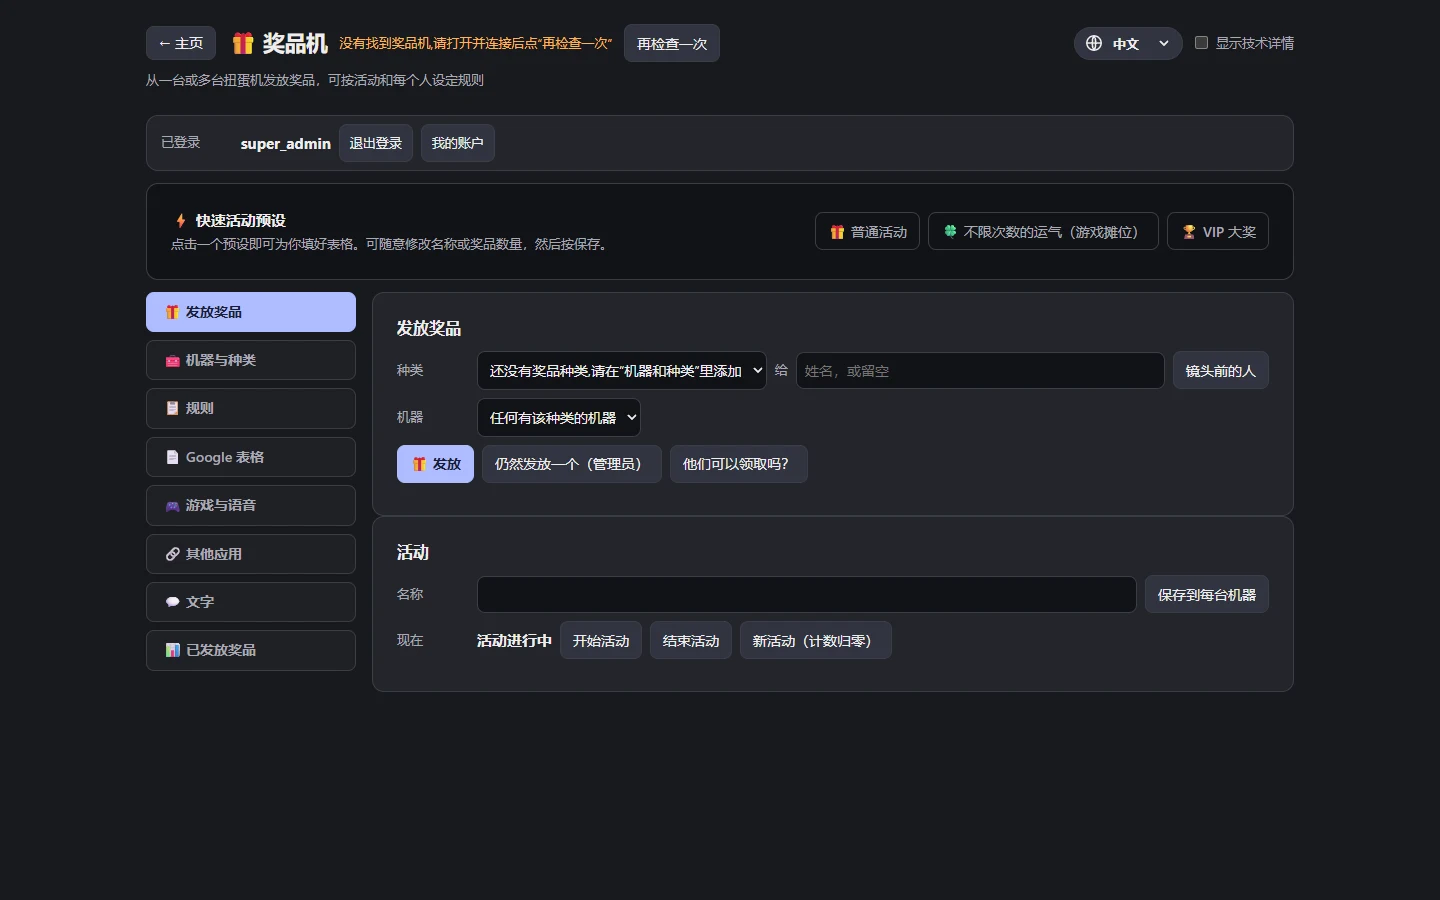 ← 主页
奖品机
没有找到奖品机,请打开并连接后点"再检查一次"
再检查一次
中文
显示技术详情
从一台或多台扭蛋机发放奖品，可按活动和每个人设定规则
已登录
super_admin
退出登录
我的账户
快速活动预设
点击一个预设即可为你填好表格。可随意修改名称或奖品数量，然后按保存。
普通活动
不限次数的运气（游戏摊位）
VIP 大奖
发放奖品
机器与种类
规则
Google 表格
游戏与语音
其他应用
文字
已发放奖品
发放奖品
种类
还没有奖品种类,请在"机器和种类"里添加
给
姓名，或留空
镜头前的人
机器
任何有该种类的机器
发放
仍然发放一个（管理员）
他们可以领取吗？
活动
名称
保存到每台机器
现在
活动进行中
开始活动
结束活动
新活动（计数归零）